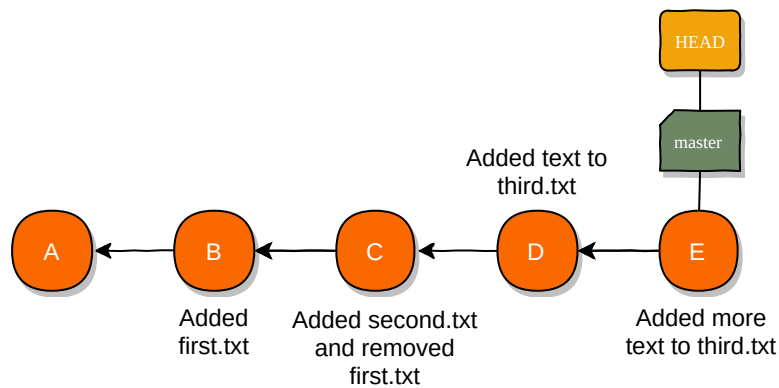 HEAD
master
Added text to
third.txt
A
B
C
D
E
Added
first.txt
Added second.txt
and removed
first.txt
Added more
text to third.txt